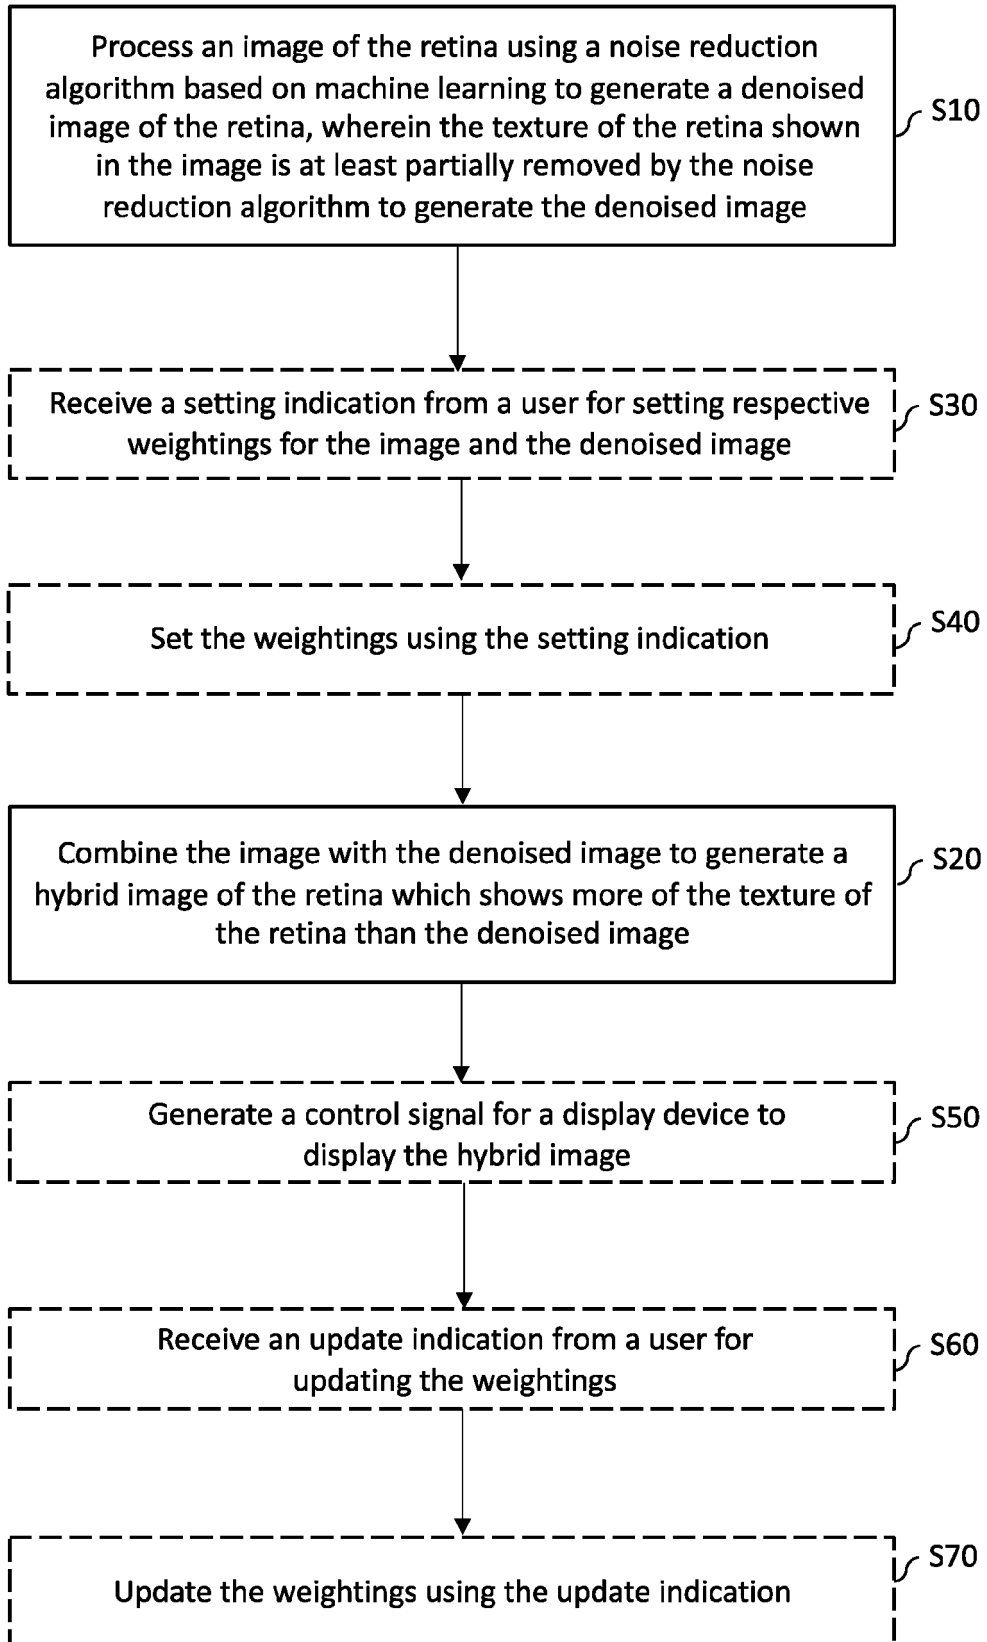 Process an image of the retina using a noise reduction
algorithm based on machine learning to generate a denoised
image of the retina, wherein the texture of the retina shown
in the image is at least partially removed by the noise
reduction algorithm to generate the denoised image
S10
Receive a setting indication from a user for setting respective
weightings for the image and the denoised image
S30
Set the weightings using the setting indication
S40
Combine the image with the denoised image to generate a
hybrid image of the retina which shows more of the texture of
the retina than the denoised image
S20
Generate a control signal for a display device to
display the hybrid image
S50
Receive an update indication from a user for
updating the weightings
S60
Update the weightings using the update indication
S70